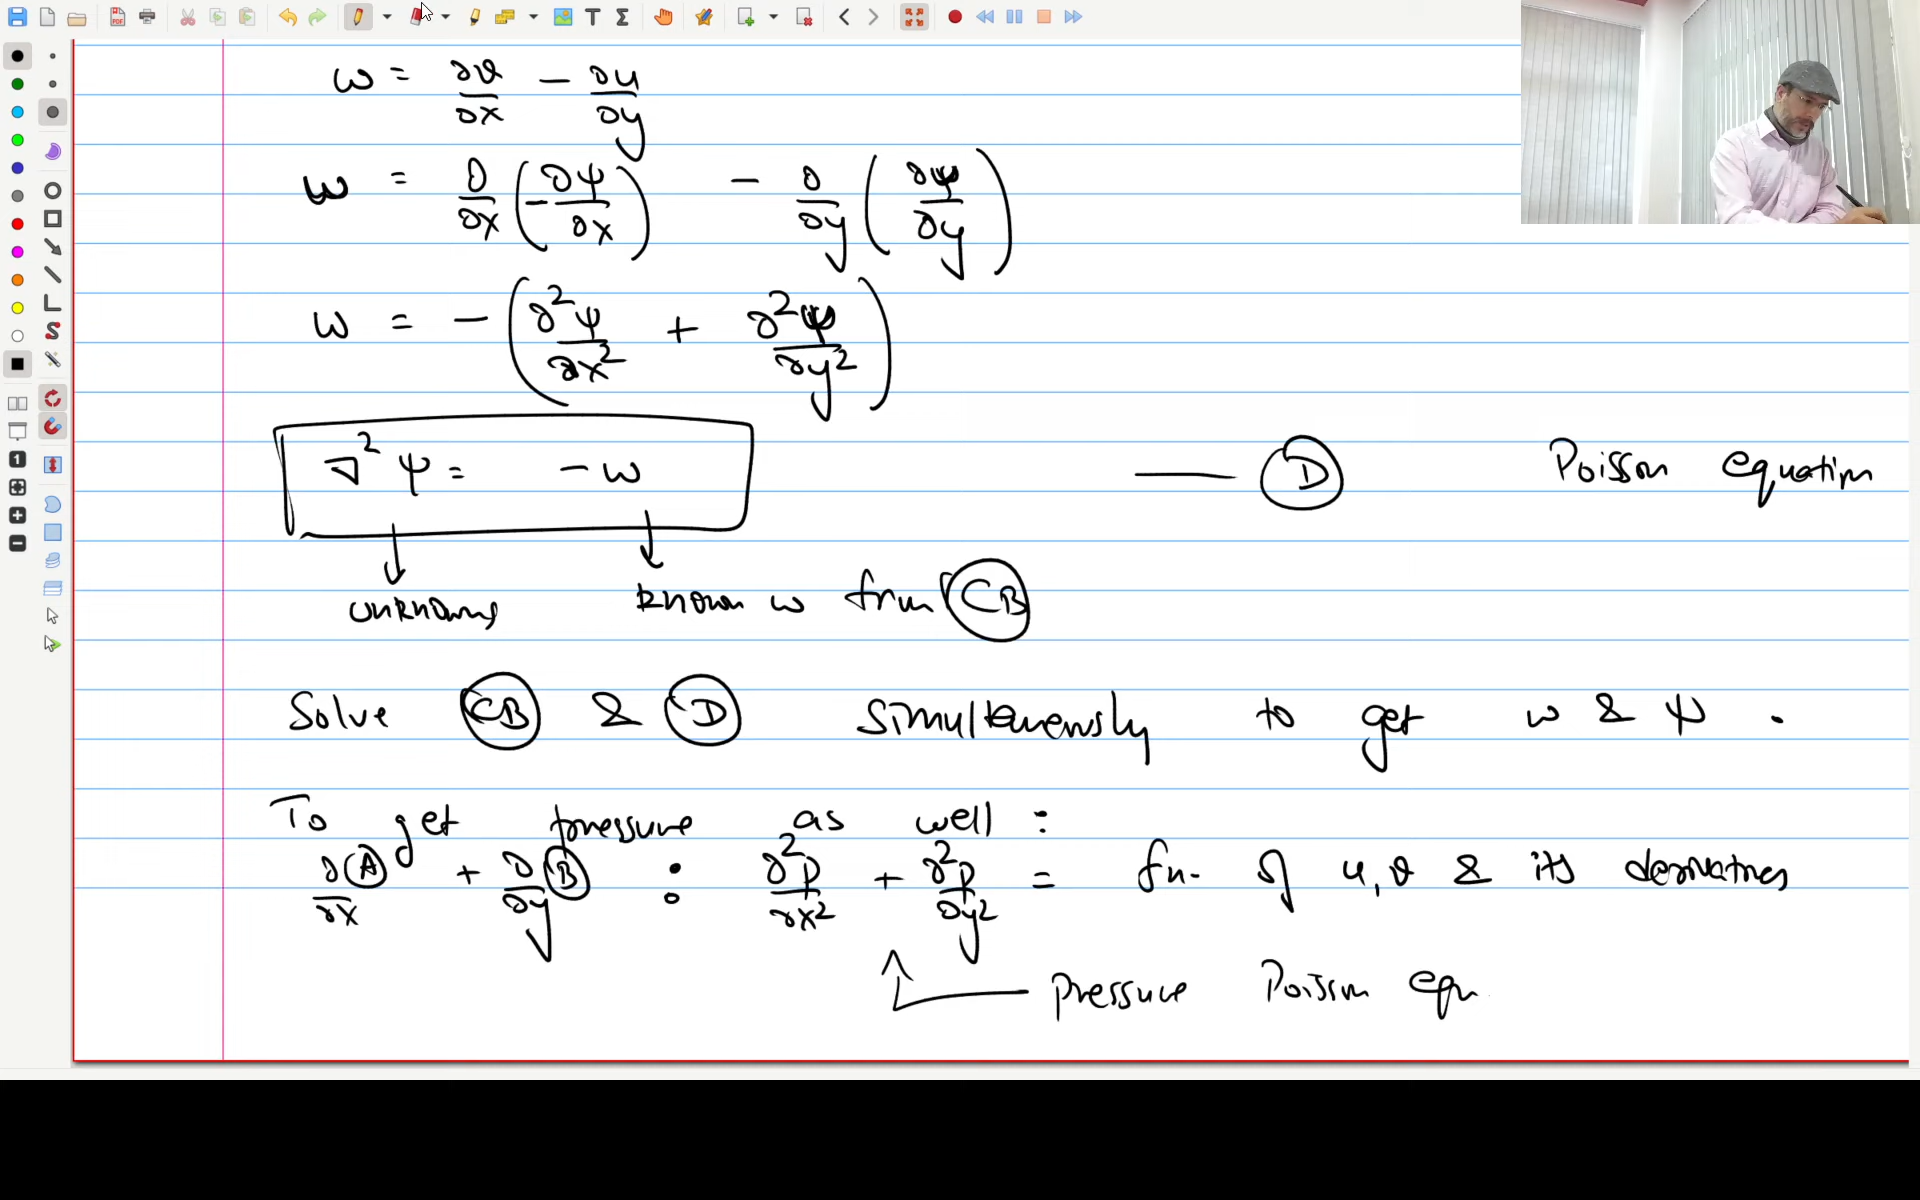 ω = ∂v/∂x − ∂u/∂y
ω = ∂/∂x (−∂ψ/∂x) − ∂/∂y (∂ψ/∂y)
ω = − (∂²ψ/∂x² + ∂²ψ/∂y²)
∇²ψ = −ω — D Poisson equation
unknowns known ω from CB
Solve CB & D simultaneously to get ω & ψ .
To get pressure as well :
∂A/∂x + ∂/∂y B : ∂²p/∂x² + ∂²p/∂y² = fn. of u, v & its derivatives
Pressure Poisson eqn.